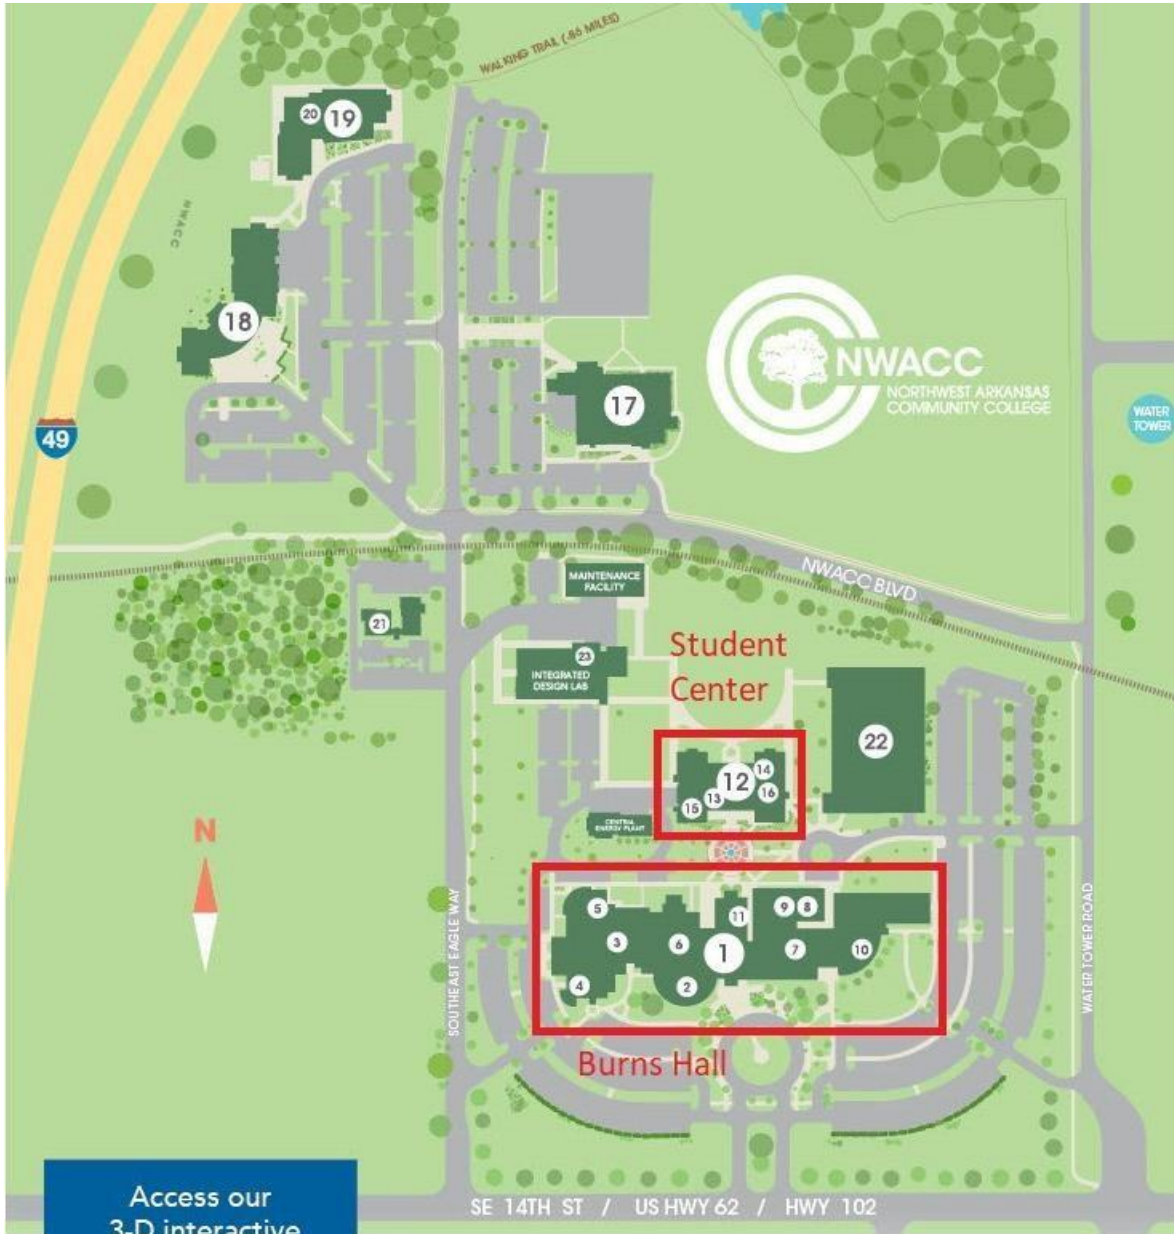 WALKING TRAIL (.86 MILES)
20
19
NWACC
18
17
NWACC
NORTHWEST ARKANSAS
COMMUNITY COLLEGE
WATER
TOWER
49
NWACC BLVD
MAINTENANCE
FACILITY
21
23
INTEGRATED
DESIGN LAB
Student
Center
22
12
14
13
16
15
CENTRAL
ENERGY PLANT
N
SOUTHEAST EAGLE WAY
WATER TOWER ROAD
5
9
8
11
3
6
1
7
10
4
2
Burns Hall
Access our
3-D interactive
SE 14TH ST / US HWY 62 / HWY 102